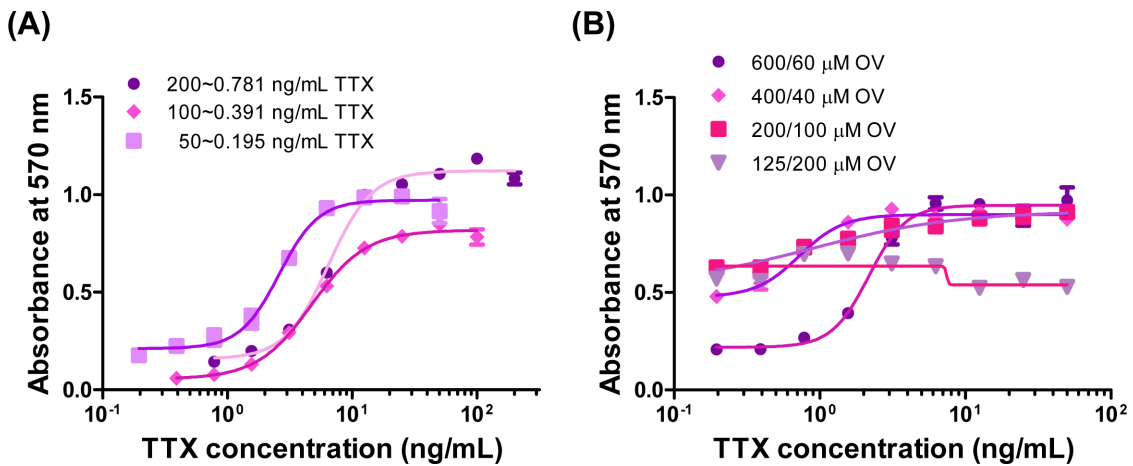 (A)
200~0.781 ng/mL TTX
100~0.391 ng/mL TTX
50~0.195 ng/mL TTX
Absorbance at 570 nm
1.5
1.0
0.5
0.0
10-1
100
101
102
TTX concentration (ng/mL)
(B)
600/60 μM OV
400/40 μM OV
200/100 μM OV
125/200 μM OV
Absorbance at 570 nm
1.5
1.0
0.5
0.0
10-1
100
101
102
TTX concentration (ng/mL)